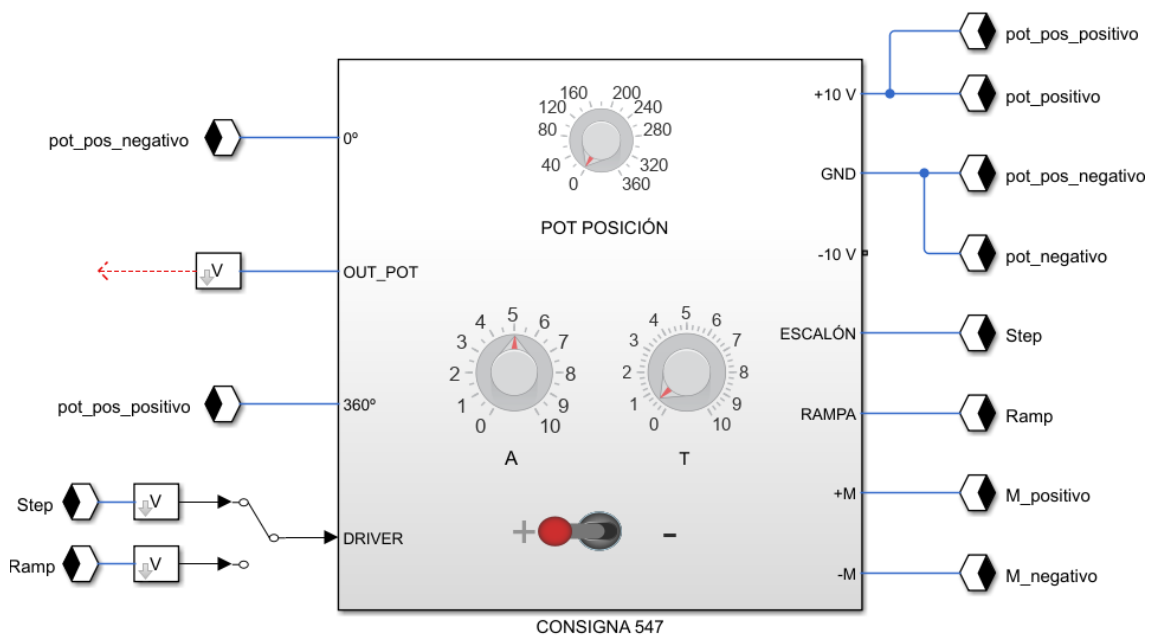 pot_pos_negativo
V
pot_pos_positivo
Step
V
Ramp
V
0º
OUT_POT
360º
DRIVER
0 40 80 120 160 200 240 280 320 360
POT POSICIÓN
0 1 2 3 4 5 6 7 8 9 10
A
0 1 2 3 4 5 6 7 8 9 10
T
+ -
+10 V
GND
-10 V
ESCALÓN
RAMPA
+M
-M
pot_pos_positivo
pot_positivo
pot_pos_negativo
pot_negativo
Step
Ramp
M_positivo
M_negativo
CONSIGNA 547